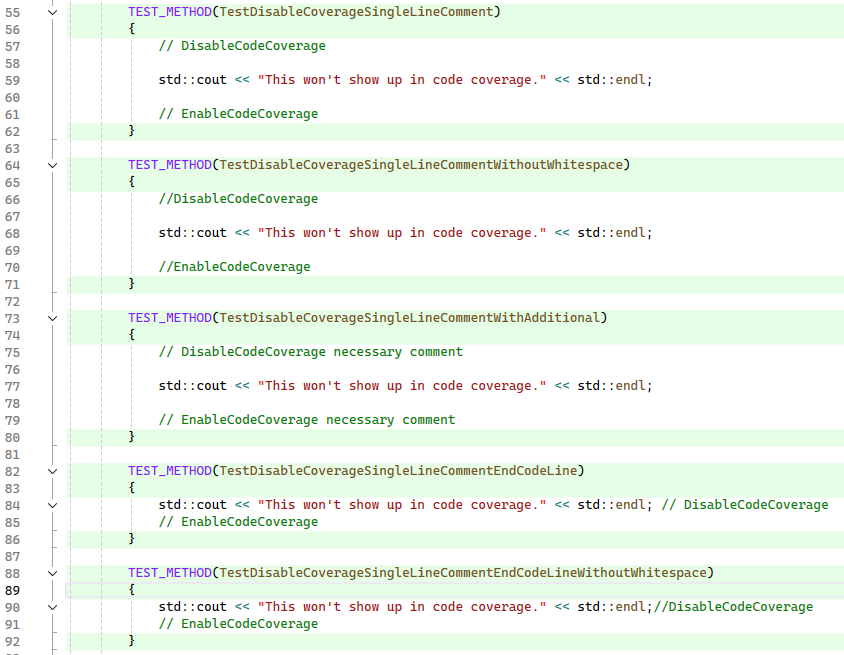 55 TEST_METHOD(TestDisableCoverageSingleLineComment)
56 {
57 // DisableCodeCoverage
58
59 std::cout << "This won't show up in code coverage." << std::endl;
60
61 // EnableCodeCoverage
62 }
63
64 TEST_METHOD(TestDisableCoverageSingleLineCommentWithoutWhitespace)
65 {
66 //DisableCodeCoverage
67
68 std::cout << "This won't show up in code coverage." << std::endl;
69
70 //EnableCodeCoverage
71 }
72
73 TEST_METHOD(TestDisableCoverageSingleLineCommentWithAdditional)
74 {
75 // DisableCodeCoverage necessary comment
76
77 std::cout << "This won't show up in code coverage." << std::endl;
78
79 // EnableCodeCoverage necessary comment
80 }
81
82 TEST_METHOD(TestDisableCoverageSingleLineCommentEndCodeLine)
83 {
84 std::cout << "This won't show up in code coverage." << std::endl; // DisableCodeCoverage
85 // EnableCodeCoverage
86 }
87
88 TEST_METHOD(TestDisableCoverageSingleLineCommentEndCodeLineWithoutWhitespace)
89 {
90 std::cout << "This won't show up in code coverage." << std::endl;//DisableCodeCoverage
91 // EnableCodeCoverage
92 }